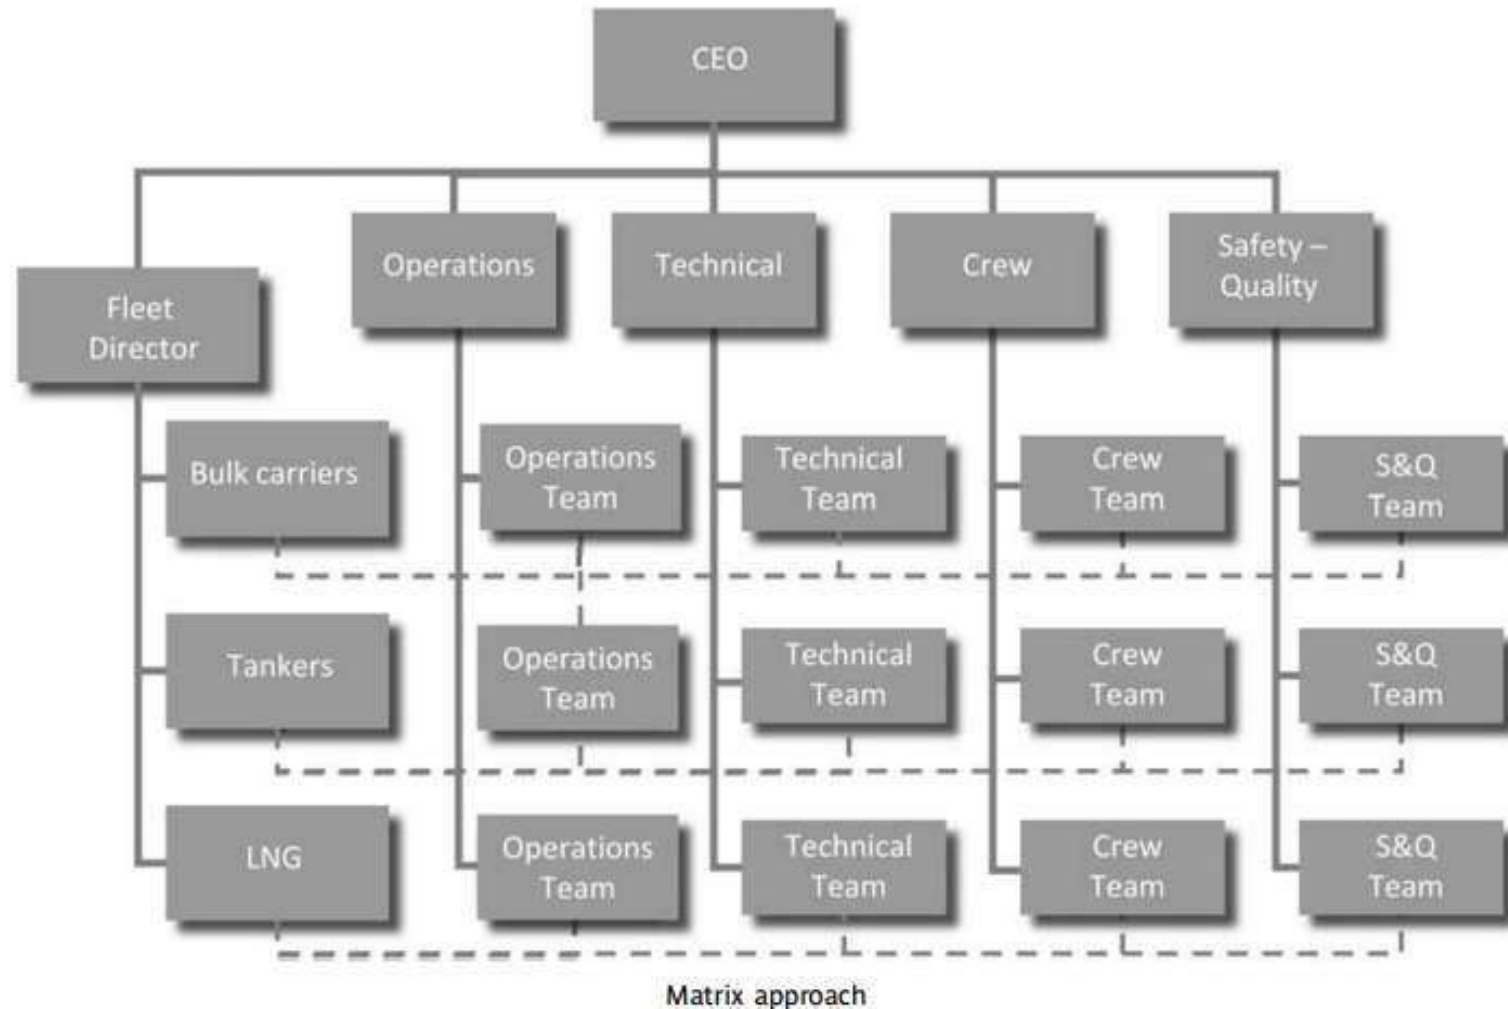 CEO
Fleet
Director
Operations
Technical
Crew
Safety –
Quality
Bulk carriers
Operations
Team
Technical
Team
Crew
Team
S&Q
Team
Tankers
Operations
Team
Technical
Team
Crew
Team
S&Q
Team
LNG
Operations
Team
Technical
Team
Crew
Team
S&Q
Team
Matrix approach